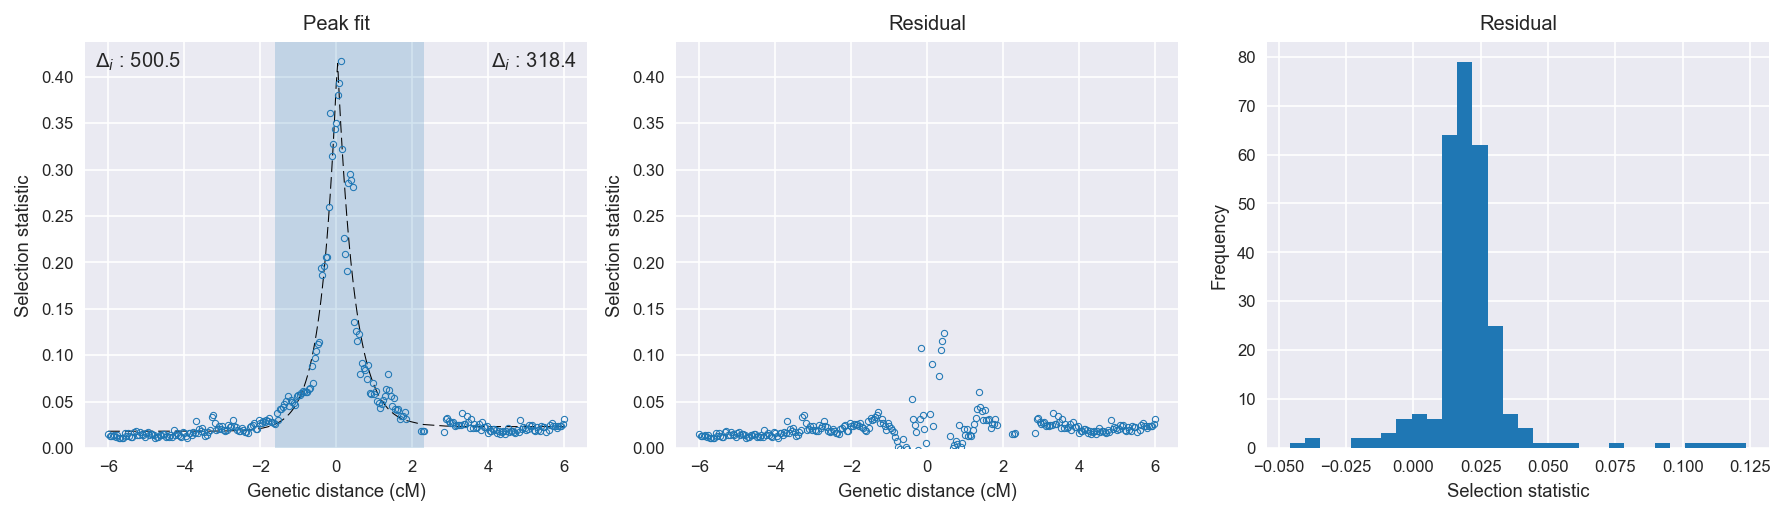 Peak fit
Δi : 500.5
Δi : 318.4
0.40
0.35
0.30
0.25
0.20
0.15
0.10
0.05
0.00
Selection statistic
−6 −4 −2 0 2 4 6
Genetic distance (cM)
Residual
0.40
0.35
0.30
0.25
0.20
0.15
0.10
0.05
0.00
Selection statistic
−6 −4 −2 0 2 4 6
Genetic distance (cM)
Residual
80
70
60
50
40
30
20
10
0
Frequency
−0.050 −0.025 0.000 0.025 0.050 0.075 0.100 0.125
Selection statistic